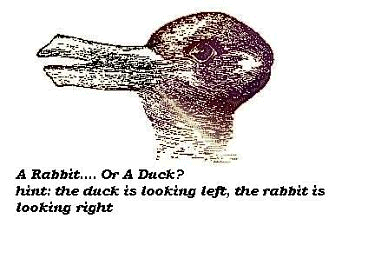 A Rabbit.... Or A Duck?
hint: the duck is looking left, the rabbit is
looking right